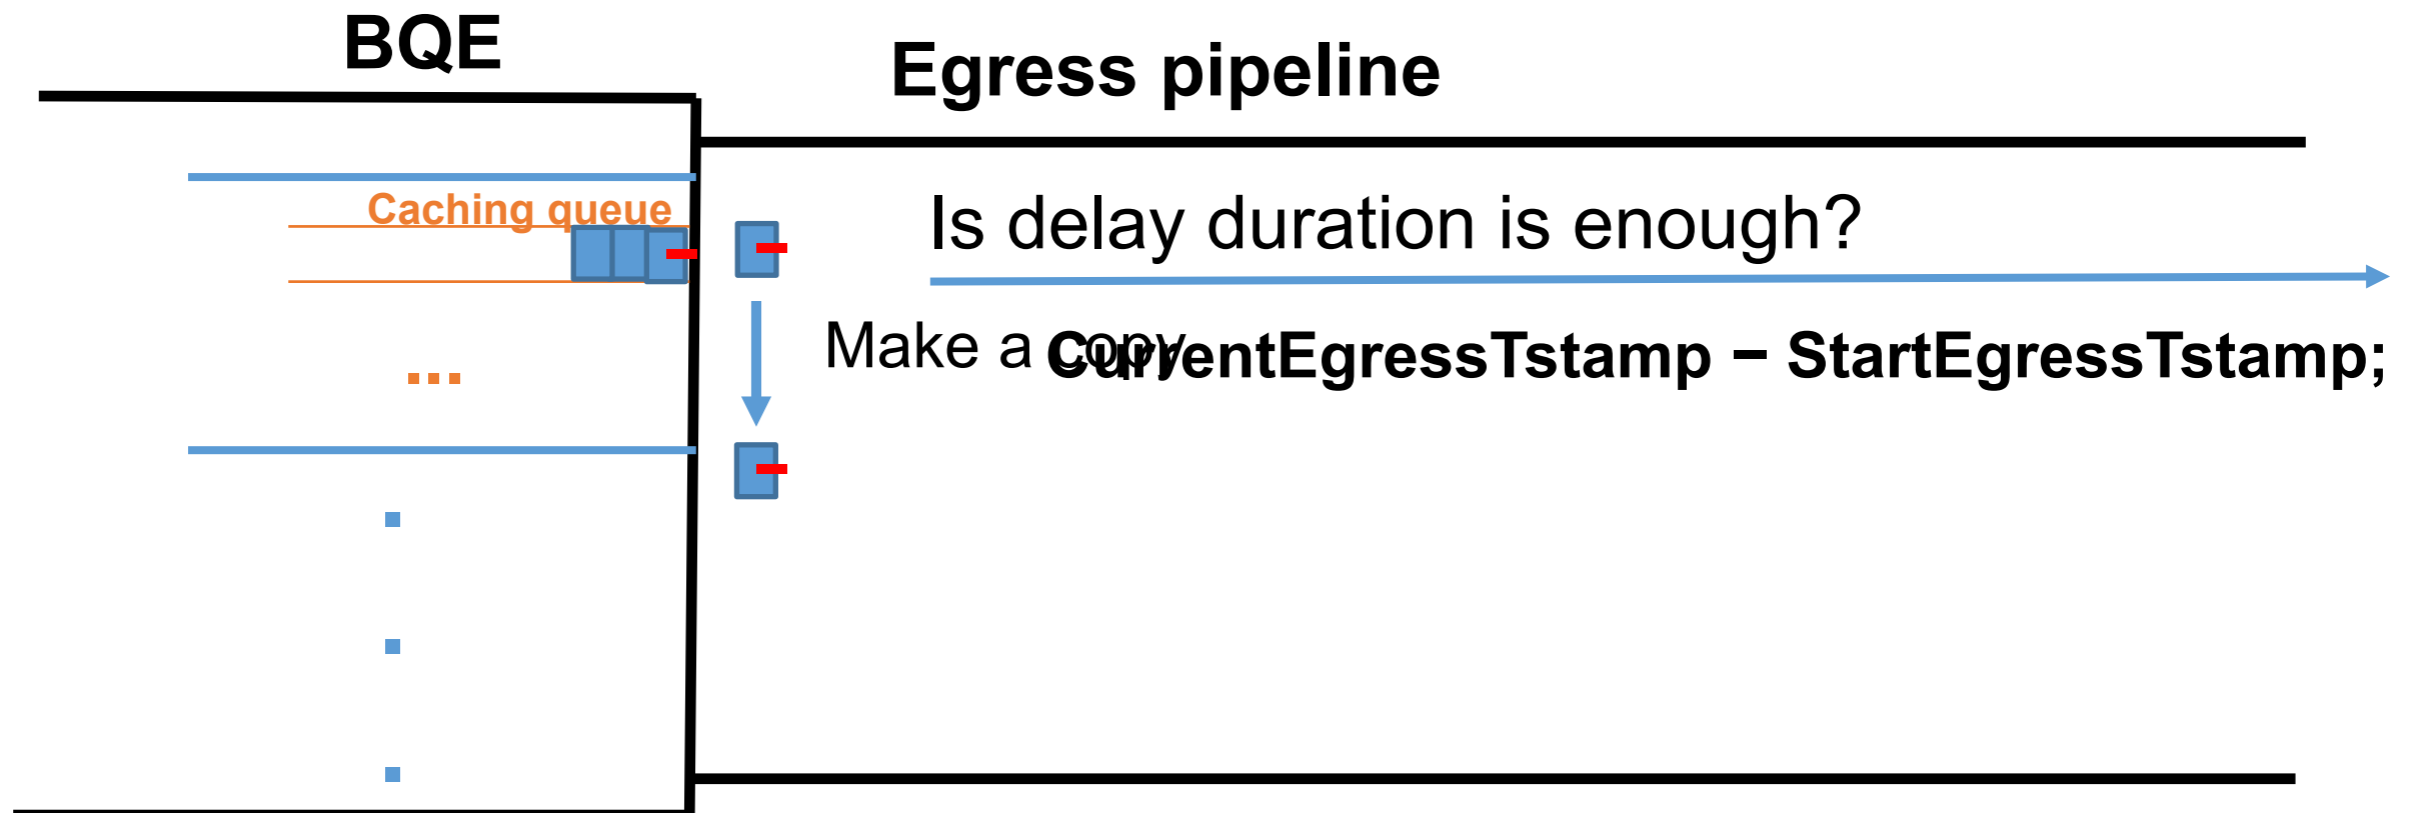 BQE
Egress pipeline
Caching queue
Is delay duration is enough?
Make a copy
CurrentEgressTstamp − StartEgressTstamp;
...